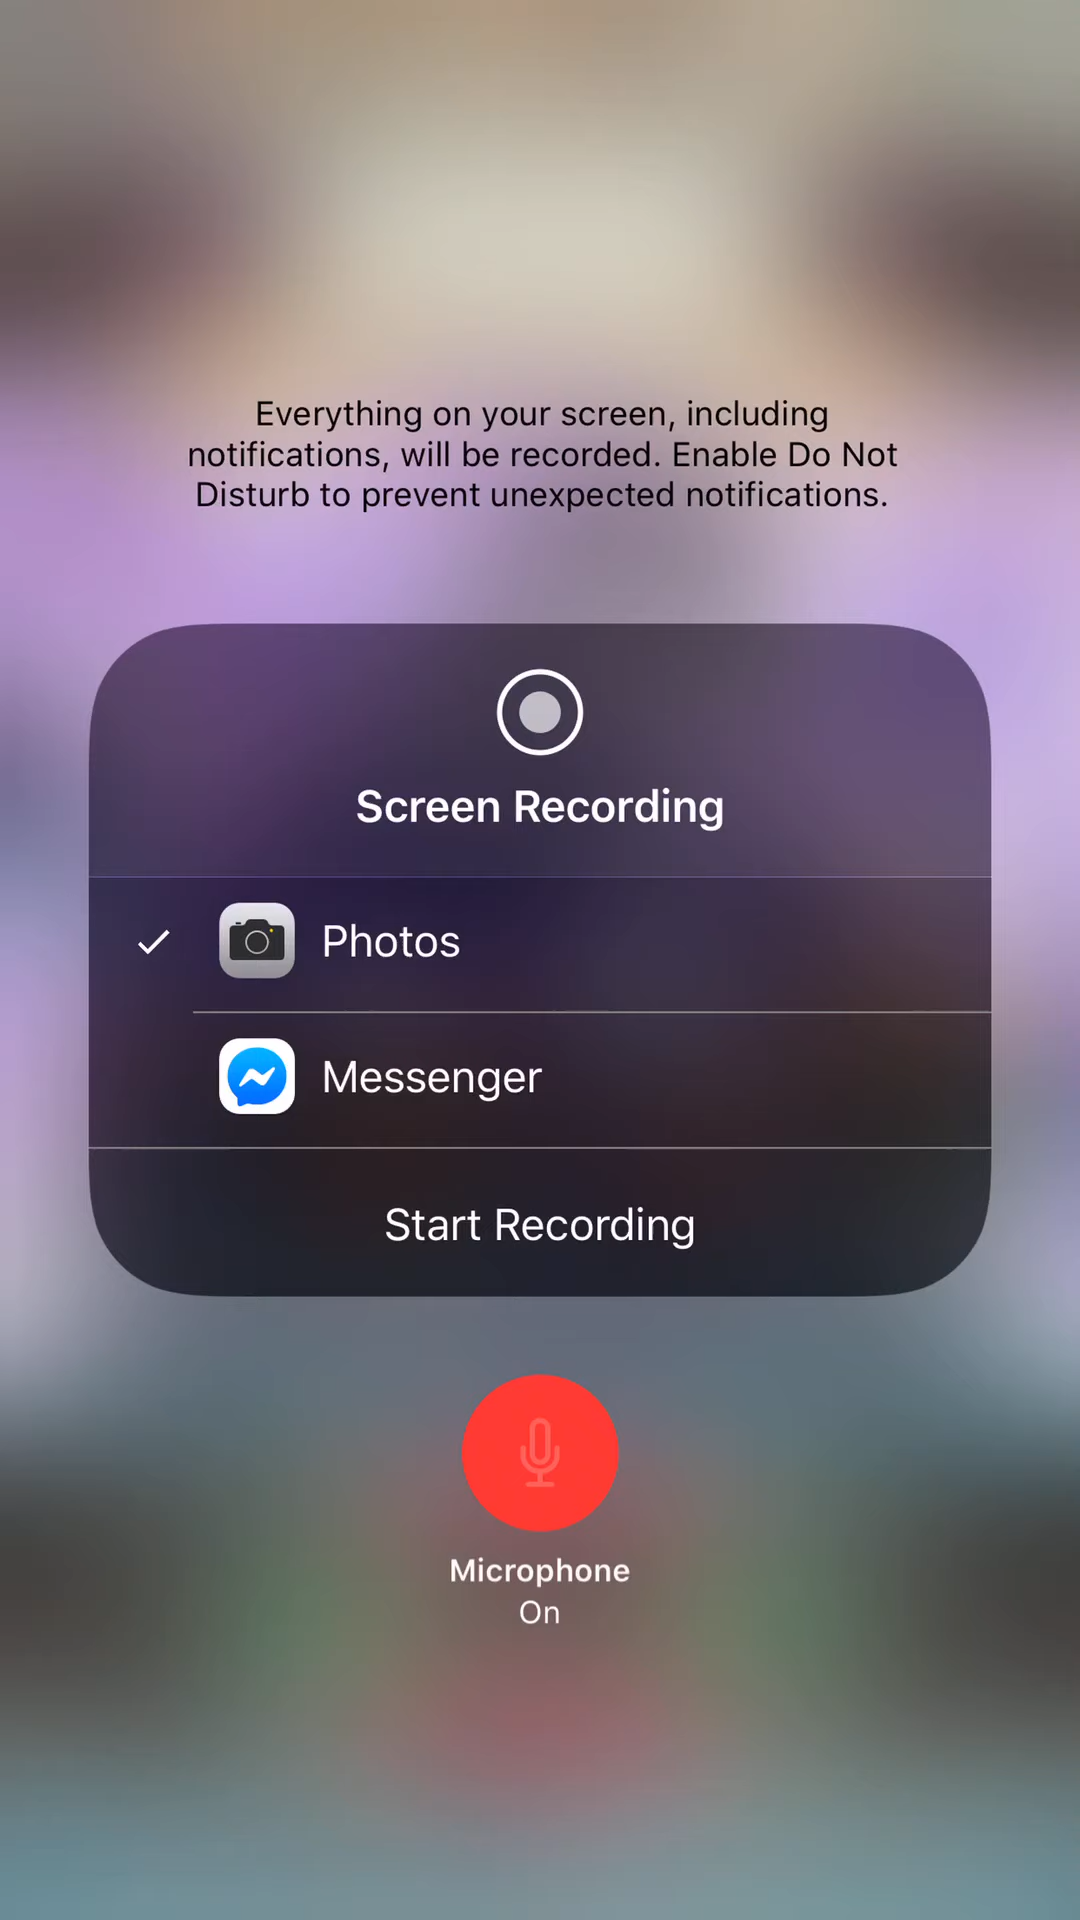 Everything on your screen, including
notifications, will be recorded. Enable Do Not
Disturb to prevent unexpected notifications.
Screen Recording
Photos
Messenger
Start Recording
Microphone
On